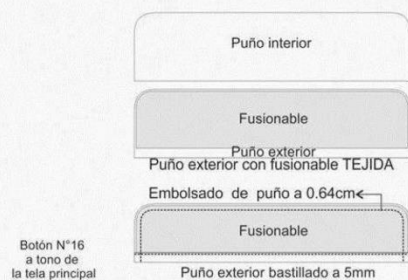 Puño interior
Fusionable
Puño exterior
Puño exterior con fusionable TEJIDA
Embolsado de puño a 0.64cm
Fusionable
Botón N°16
a tono de
la tela principal
Puño exterior bastillado a 5mm